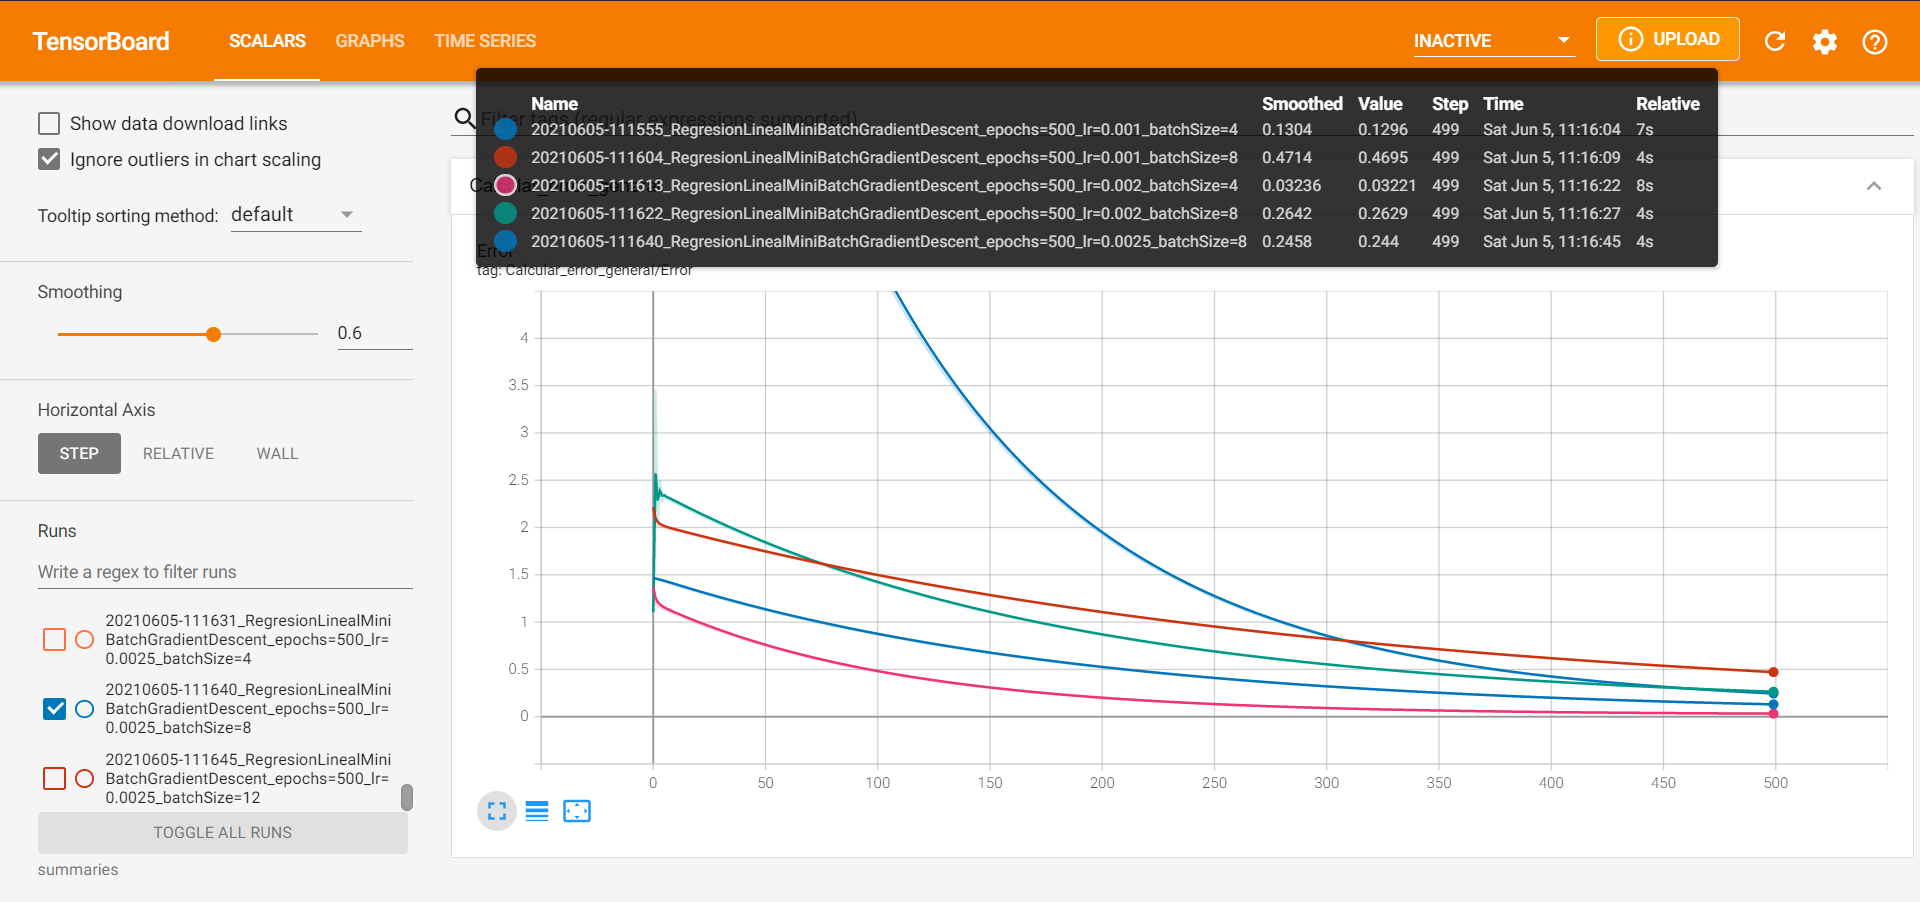 TensorBoard SCALARS GRAPHS TIME SERIES INACTIVE UPLOAD
Show data download links
Ignore outliers in chart scaling
Tooltip sorting method: default
Smoothing
0.6
Horizontal Axis
STEP RELATIVE WALL
Runs
Write a regex to filter runs
20210605-111631_RegresionLinealMini
BatchGradientDescent_epochs=500_lr=
0.0025_batchSize=4
20210605-111640_RegresionLinealMini
BatchGradientDescent_epochs=500_lr=
0.0025_batchSize=8
20210605-111645_RegresionLinealMini
BatchGradientDescent_epochs=500_lr=
0.0025_batchSize=12
TOGGLE ALL RUNS
summaries
Filter tags (regular expressions supported)
Name Smoothed Value Step Time Relative
20210605-111555_RegresionLinealMiniBatchGradientDescent_epochs=500_lr=0.001_batchSize=4 0.1304 0.1296 499 Sat Jun 5, 11:16:04 7s
20210605-111604_RegresionLinealMiniBatchGradientDescent_epochs=500_lr=0.001_batchSize=8 0.4714 0.4695 499 Sat Jun 5, 11:16:09 4s
20210605-111613_RegresionLinealMiniBatchGradientDescent_epochs=500_lr=0.002_batchSize=4 0.03236 0.03221 499 Sat Jun 5, 11:16:22 8s
20210605-111622_RegresionLinealMiniBatchGradientDescent_epochs=500_lr=0.002_batchSize=8 0.2642 0.2629 499 Sat Jun 5, 11:16:27 4s
20210605-111640_RegresionLinealMiniBatchGradientDescent_epochs=500_lr=0.0025_batchSize=8 0.2458 0.244 499 Sat Jun 5, 11:16:45 4s
Calcular_error_general
Error
tag: Calcular_error_general/Error
4
3.5
3
2.5
2
1.5
1
0.5
0
0 50 100 150 200 250 300 350 400 450 500